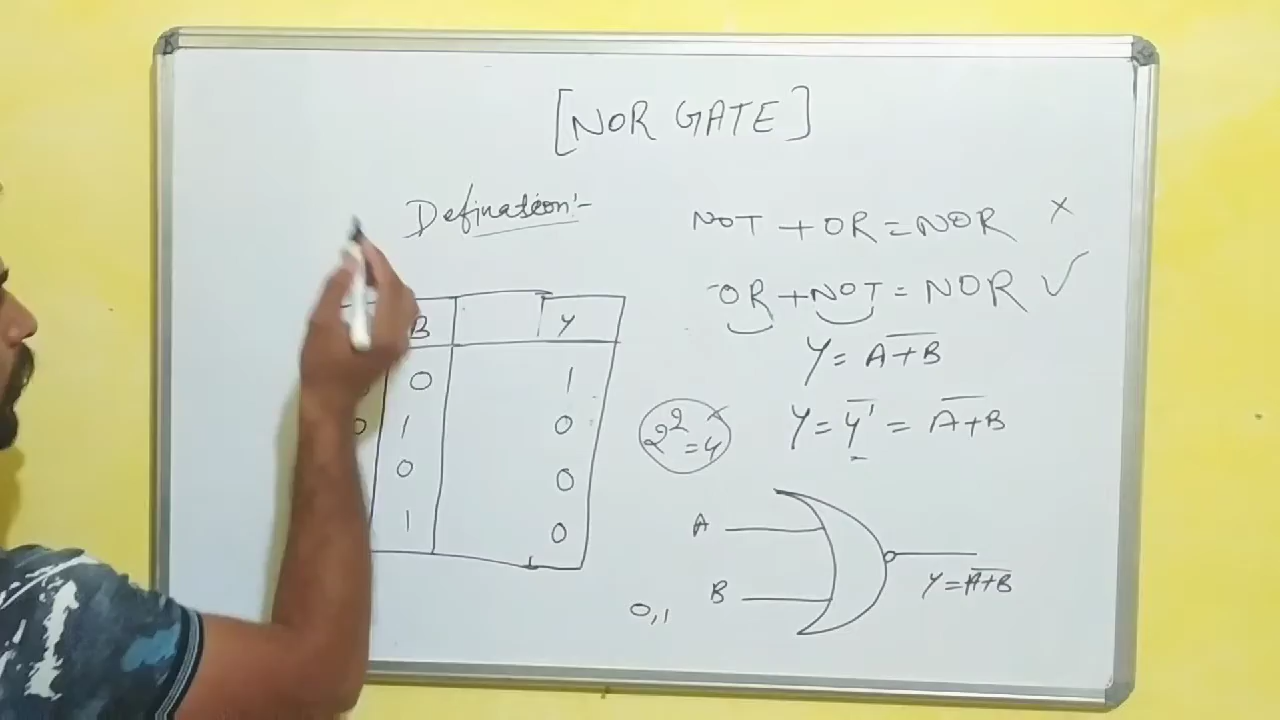 [NOR GATE]
Defination:-
NOT + OR = NOR ×
OR + NOT = NOR ✓
Y = A̅+̅B̅
Y = Y̅'̅ = A̅+̅B̅
2² = 4
B Y
0 1
0 1 0
0 0
1 0
A
B
Y = A̅+̅B̅
0,1